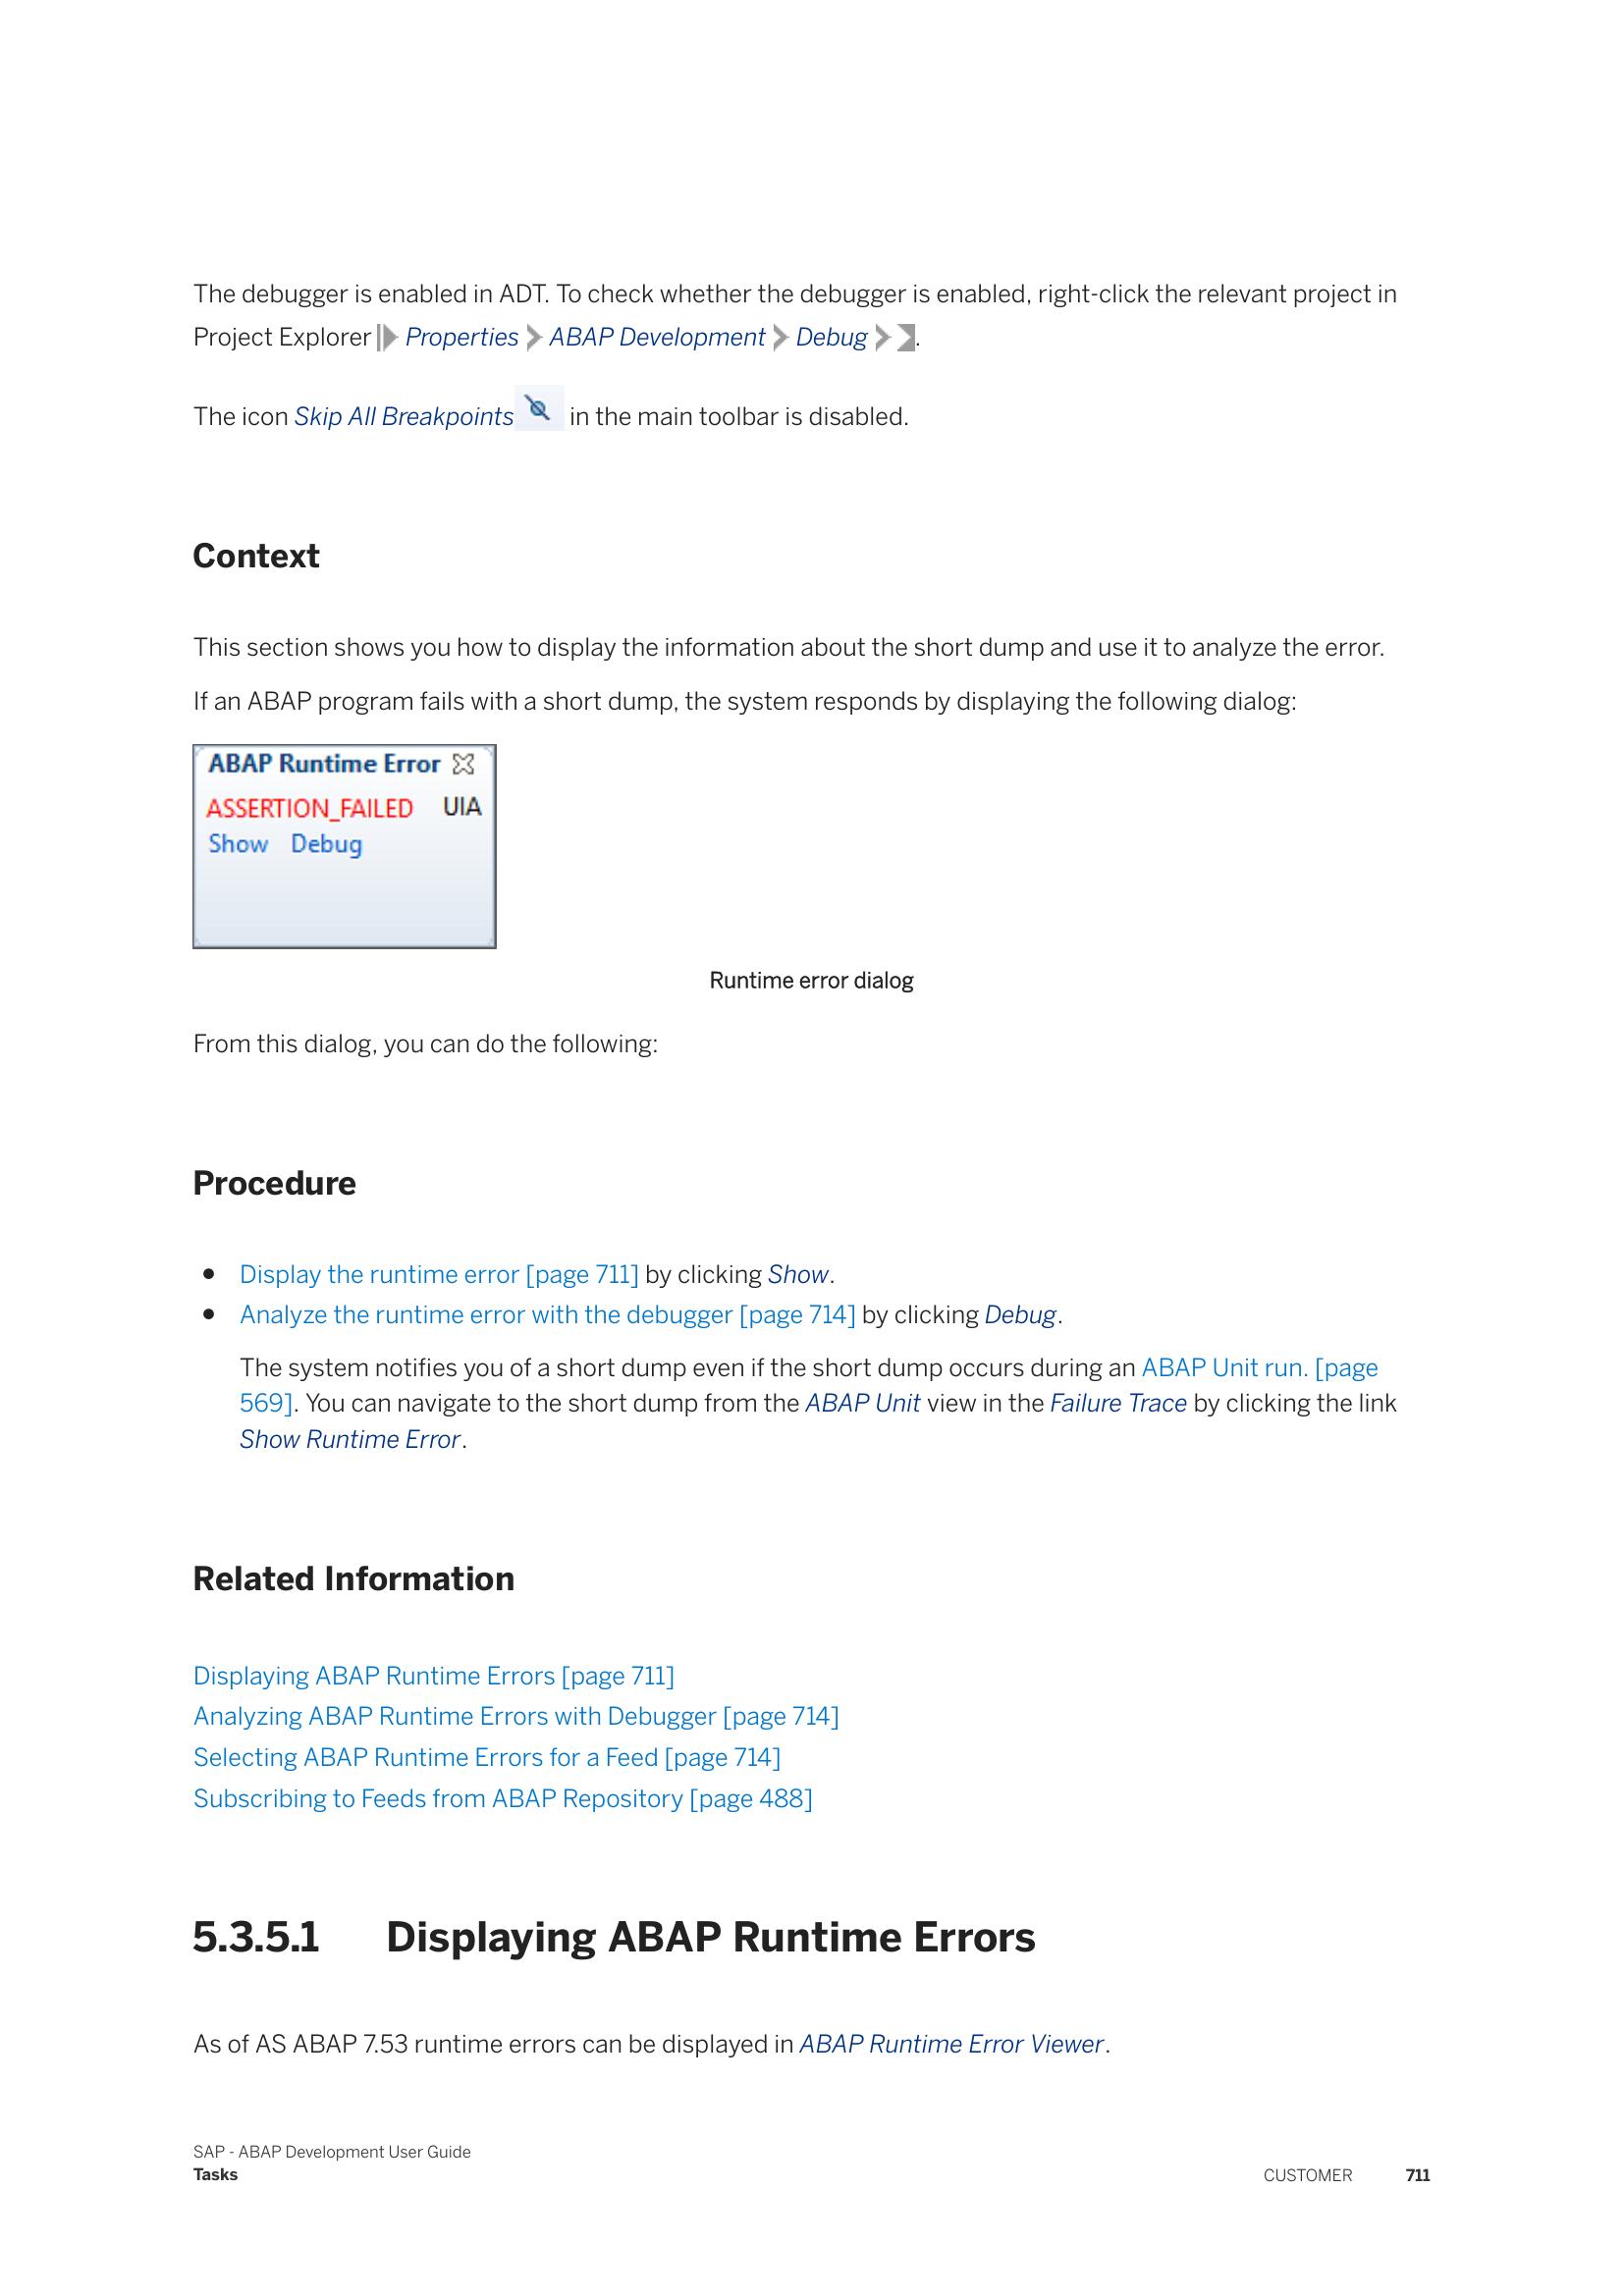 The debugger is enabled in ADT. To check whether the debugger is enabled, right-click the relevant project in
Project Explorer Properties ABAP Development Debug .
The icon Skip All Breakpoints in the main toolbar is disabled.
Context
This section shows you how to display the information about the short dump and use it to analyze the error.
If an ABAP program fails with a short dump, the system responds by displaying the following dialog:
ABAP Runtime Error
ASSERTION_FAILED UIA
Show Debug
Runtime error dialog
From this dialog, you can do the following:
Procedure
• Display the runtime error [page 711] by clicking Show.
• Analyze the runtime error with the debugger [page 714] by clicking Debug.
The system notifies you of a short dump even if the short dump occurs during an ABAP Unit run. [page
569]. You can navigate to the short dump from the ABAP Unit view in the Failure Trace by clicking the link
Show Runtime Error.
Related Information
Displaying ABAP Runtime Errors [page 711]
Analyzing ABAP Runtime Errors with Debugger [page 714]
Selecting ABAP Runtime Errors for a Feed [page 714]
Subscribing to Feeds from ABAP Repository [page 488]
5.3.5.1 Displaying ABAP Runtime Errors
As of AS ABAP 7.53 runtime errors can be displayed in ABAP Runtime Error Viewer.
SAP - ABAP Development User Guide
Tasks
CUSTOMER 711